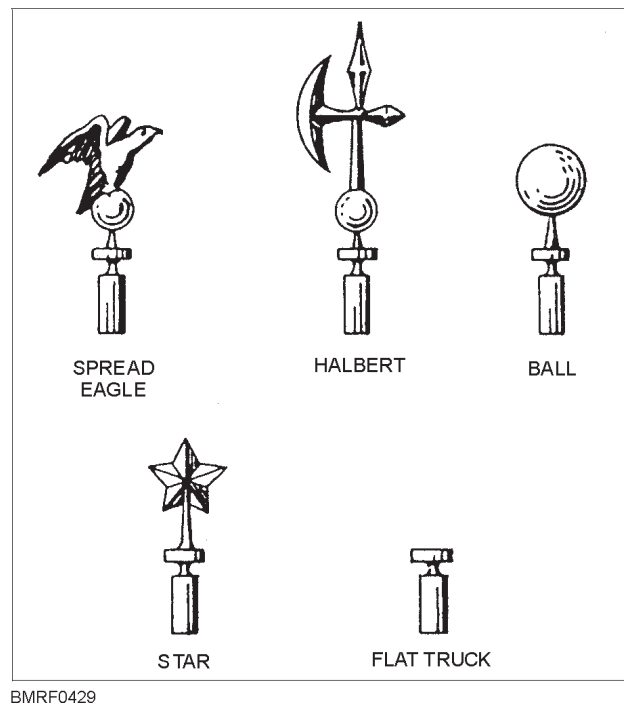 SPREAD
EAGLE
HALBERT
BALL
STAR
FLAT TRUCK
BMRF0429